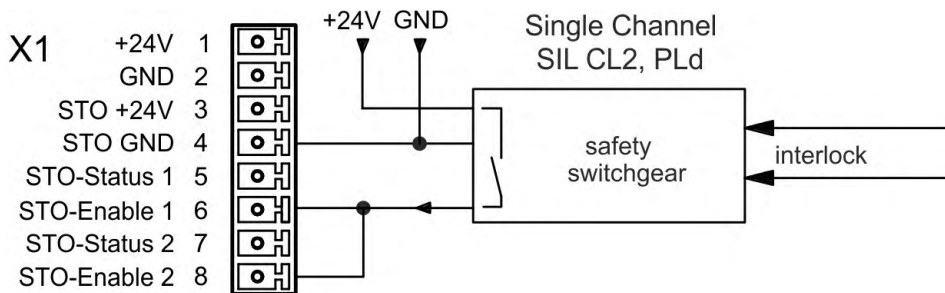 X1
+24V 1
GND 2
STO +24V 3
STO GND 4
STO-Status 1 5
STO-Enable 1 6
STO-Status 2 7
STO-Enable 2 8
+24V GND
Single Channel
SIL CL2, PLd
safety
switchgear
interlock